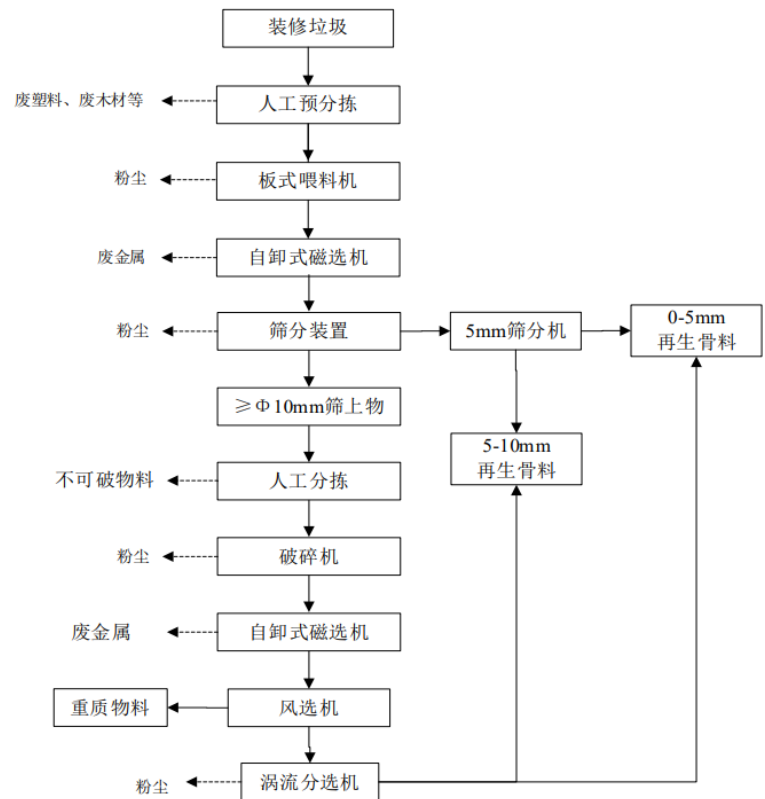 装修垃圾
废塑料、废木材等
人工预分拣
粉尘
板式喂料机
废金属
自卸式磁选机
粉尘
筛分装置
5mm筛分机
0-5mm
再生骨料
≥Φ10mm筛上物
5-10mm
再生骨料
不可破物料
人工分拣
粉尘
破碎机
废金属
自卸式磁选机
重质物料
风选机
粉尘
涡流分选机